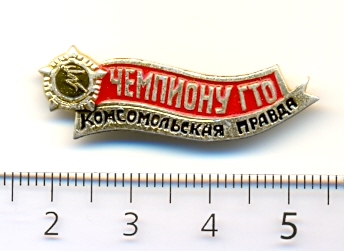 ЧЕМПИОНУ ГТО
КОМСОМОЛЬСКАЯ ПРАВДА
2 3 4 5